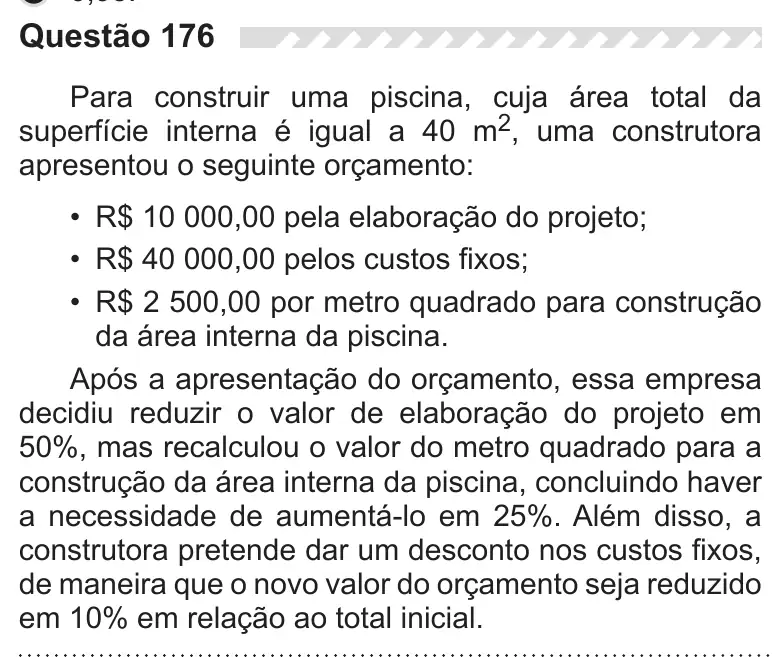 Questão 176
Para construir uma piscina, cuja área total da
superfície interna é igual a 40 m², uma construtora
apresentou o seguinte orçamento:
• R$ 10 000,00 pela elaboração do projeto;
• R$ 40 000,00 pelos custos fixos;
• R$ 2 500,00 por metro quadrado para construção
da área interna da piscina.
Após a apresentação do orçamento, essa empresa
decidiu reduzir o valor de elaboração do projeto em
50%, mas recalculou o valor do metro quadrado para a
construção da área interna da piscina, concluindo haver
a necessidade de aumentá-lo em 25%. Além disso, a
construtora pretende dar um desconto nos custos fixos,
de maneira que o novo valor do orçamento seja reduzido
em 10% em relação ao total inicial.